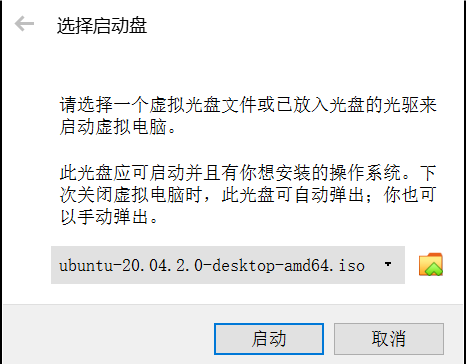 选择启动盘
请选择一个虚拟光盘文件或已放入光盘的光驱来
启动虚拟电脑。
此光盘应可启动并且有你想安装的操作系统。下
次关闭虚拟电脑时，此光盘可自动弹出；你也可
以手动弹出。
ubuntu-20.04.2.0-desktop-amd64.iso
启动
取消